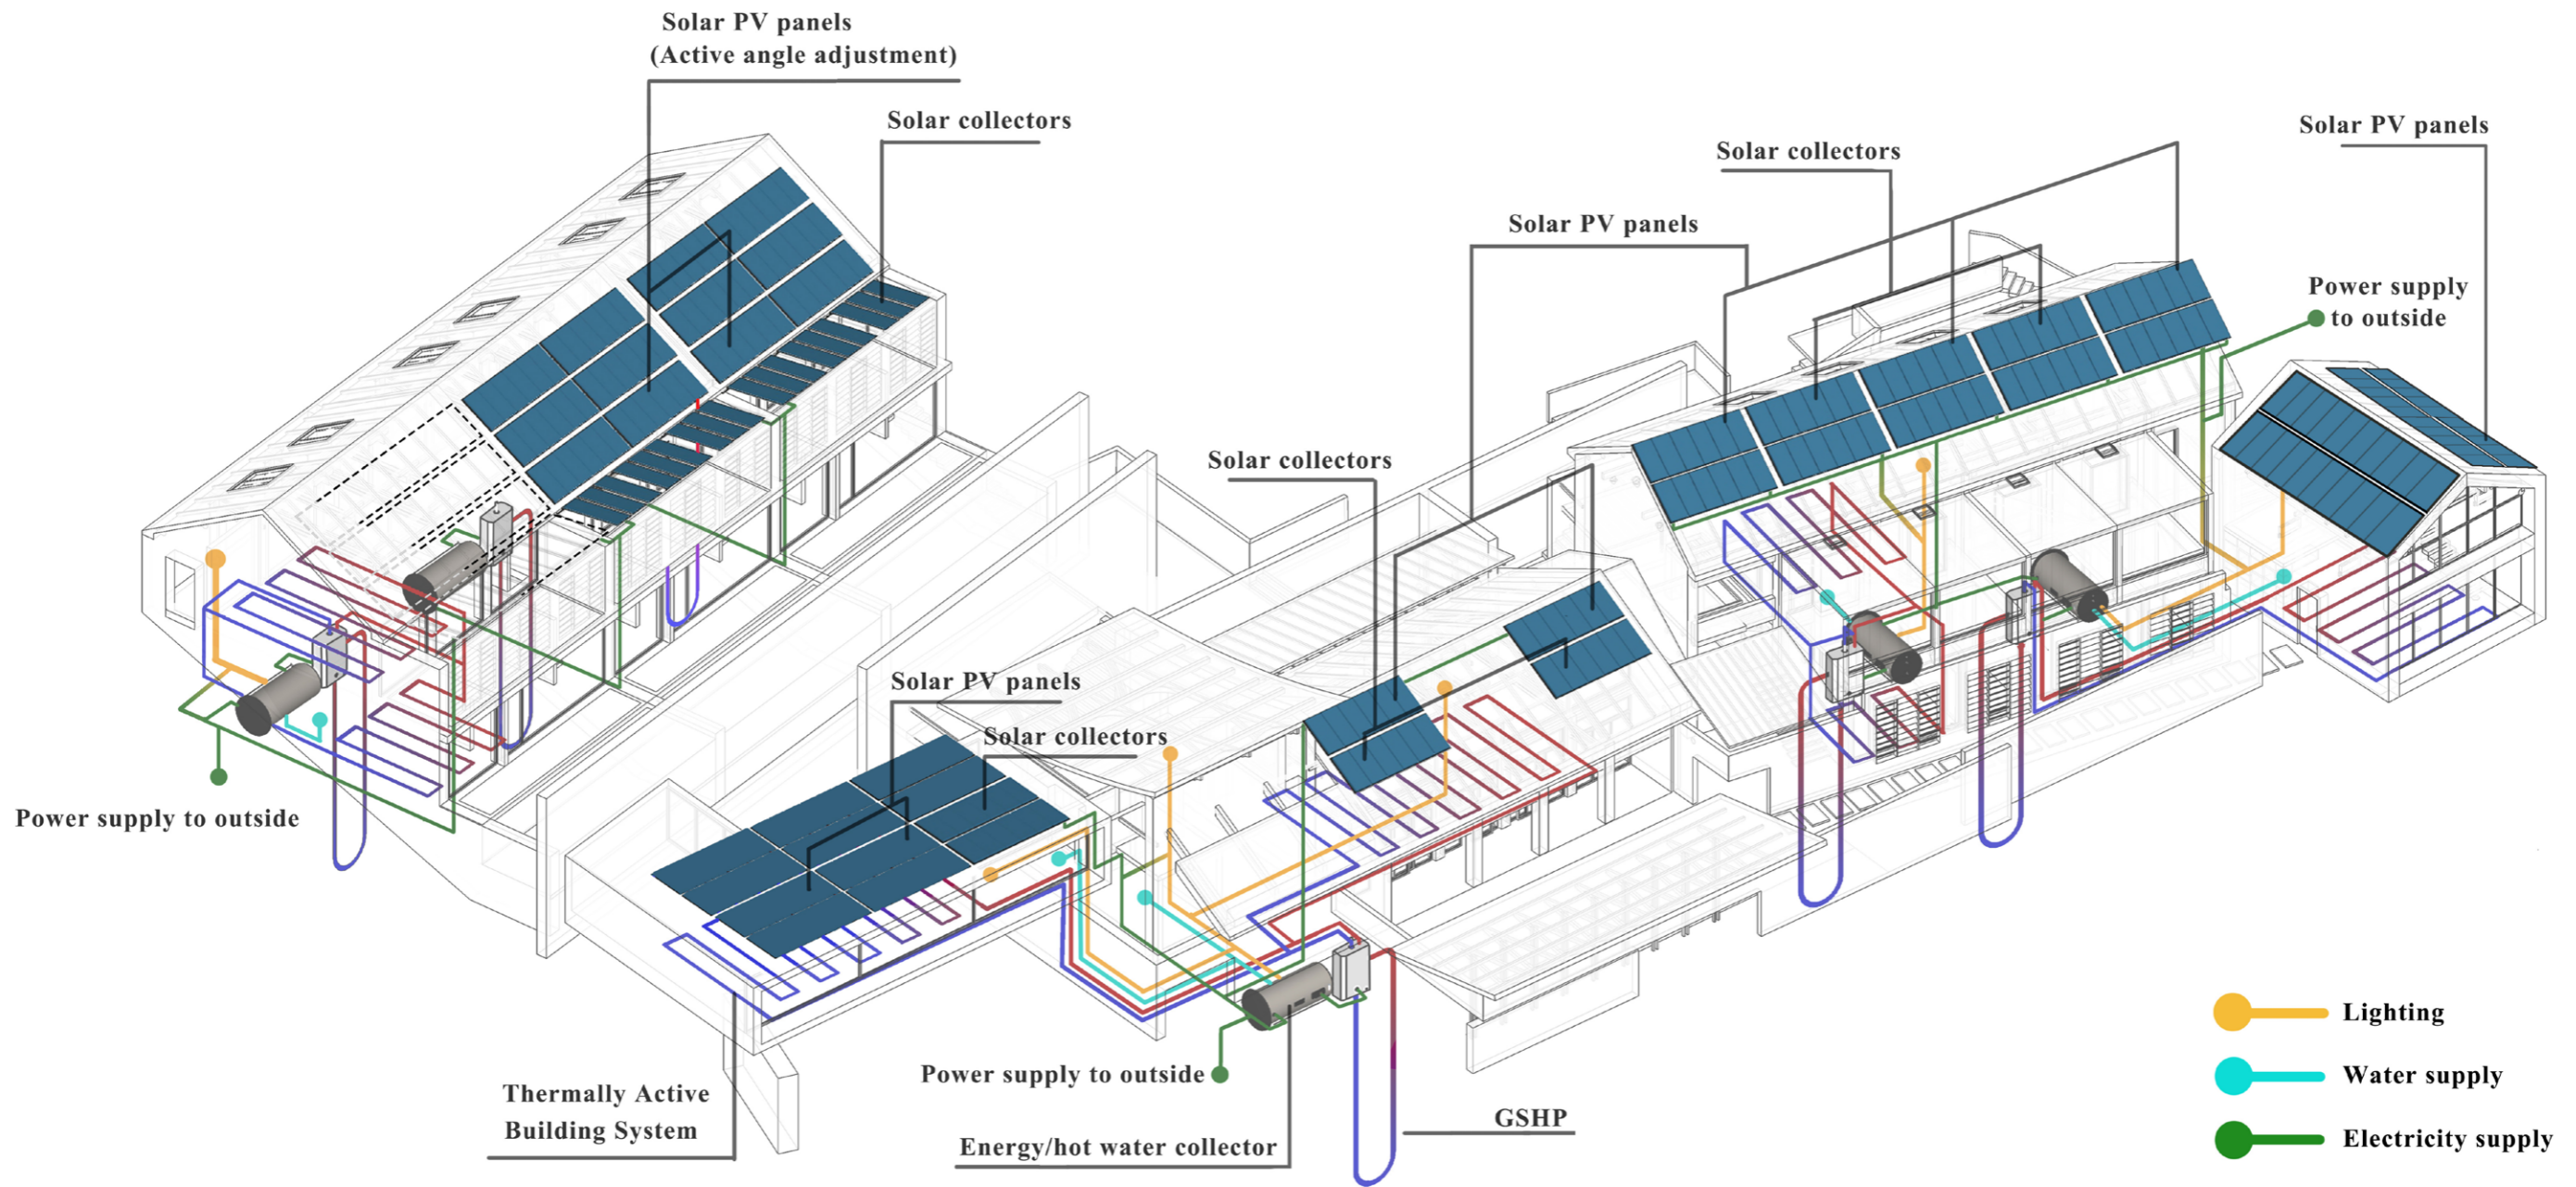 Solar PV panels
(Active angle adjustment)
Solar collectors
Solar PV panels
Solar collectors
Solar PV panels
Power supply
to outside
Solar collectors
Solar PV panels
Solar collectors
Power supply to outside
Power supply to outside
Thermally Active
Building System
GSHP
Energy/hot water collector
Lighting
Water supply
Electricity supply